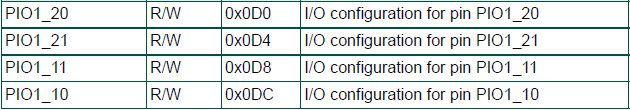 PIO1_20 R/W 0x0D0 I/O configuration for pin PIO1_20
PIO1_21 R/W 0x0D4 I/O configuration for pin PIO1_21
PIO1_11 R/W 0x0D8 I/O configuration for pin PIO1_11
PIO1_10 R/W 0x0DC I/O configuration for pin PIO1_10